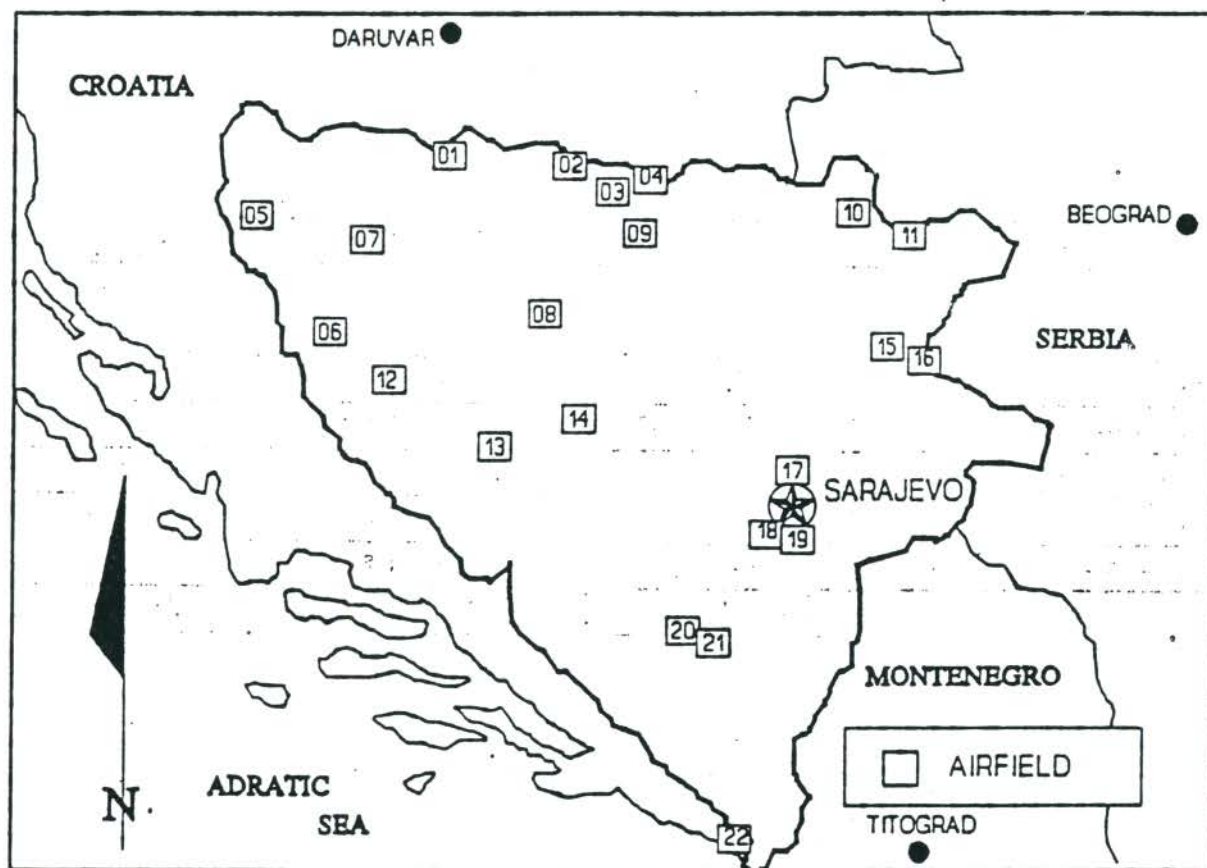 DARUVAR
CROATIA
01
02
04
03
05
10
BEOGRAD
07
09
11
08
06
SERBIA
15
16
12
14
13
17
SARAJEVO
18
19
20
21
MONTENEGRO
AIRFIELD
ADRATIC
SEA
N
TITOGRAD
22